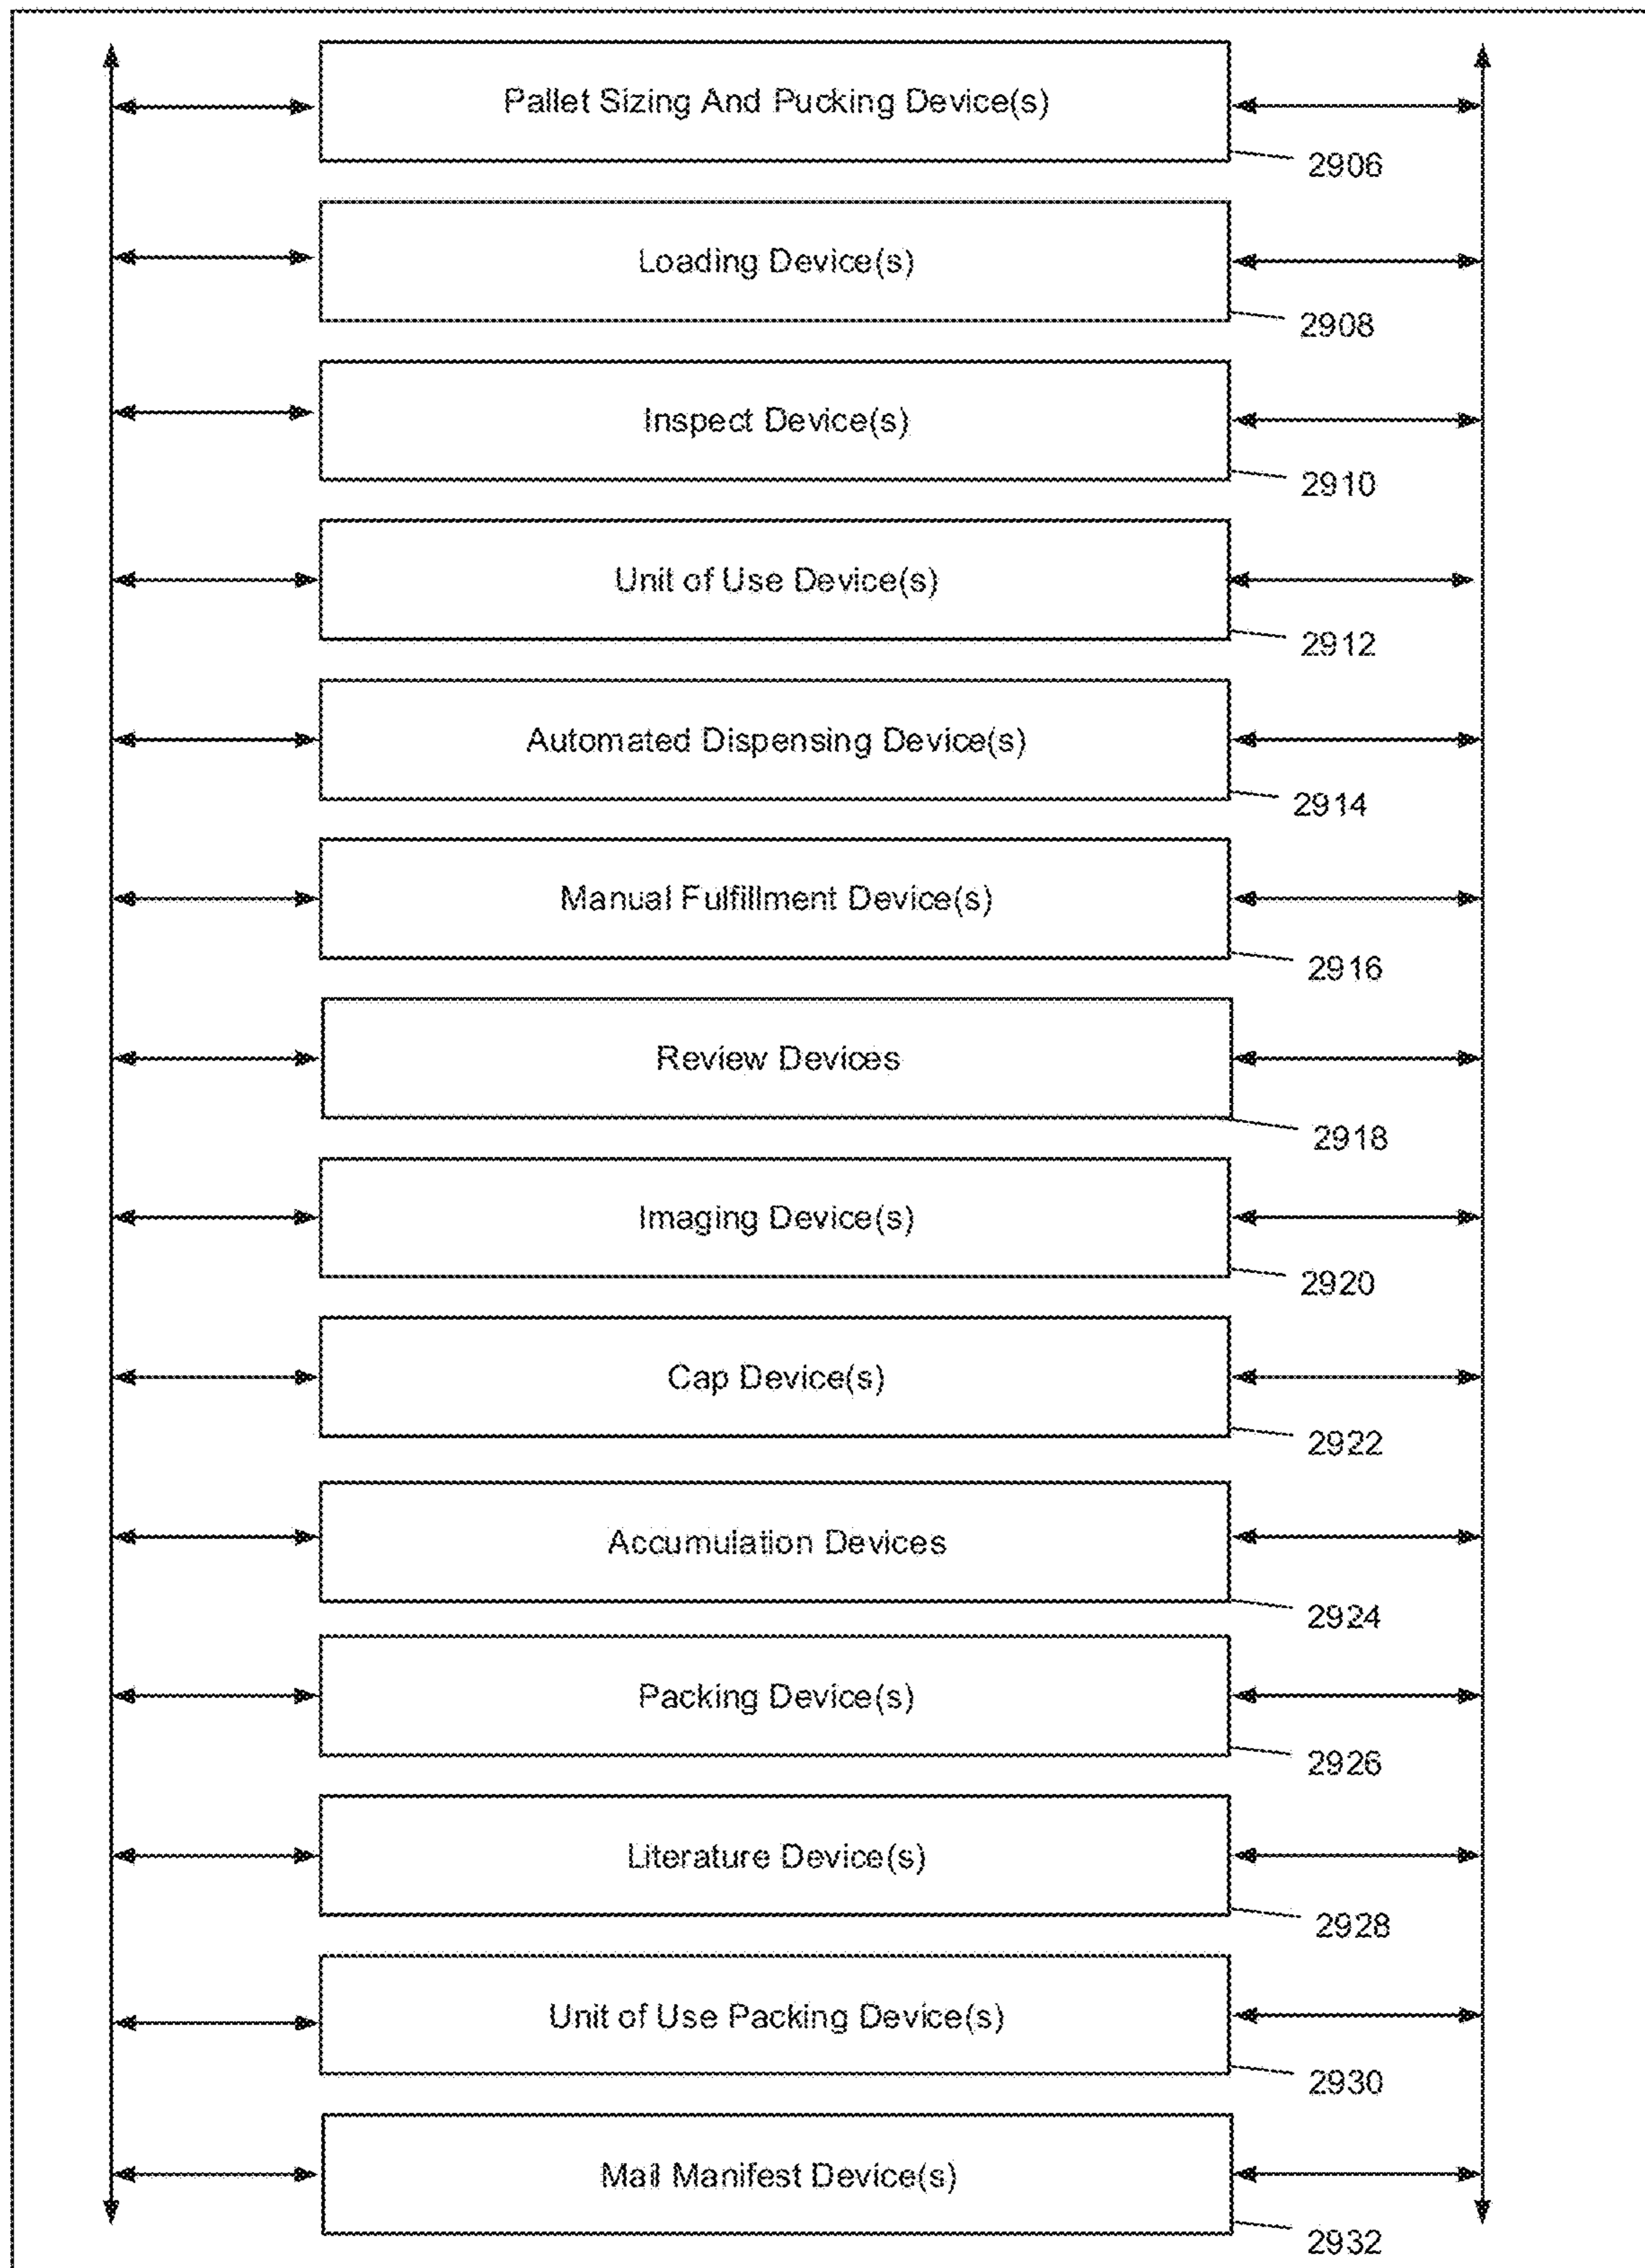 Pallet Sizing And Pucking Device(s)
2906
Loading Device(s)
2908
Inspect Device(s)
2910
Unit of Use Device(s)
2912
Automated Dispensing Device(s)
2914
Manual Fulfillment Device(s)
2916
Review Devices
2918
Imaging Device(s)
2920
Cap Device(s)
2922
Accumulation Devices
2924
Packing Device(s)
2926
Literature Device(s)
2928
Unit of Use Packing Device(s)
2930
Mail Manifest Device(s)
2932